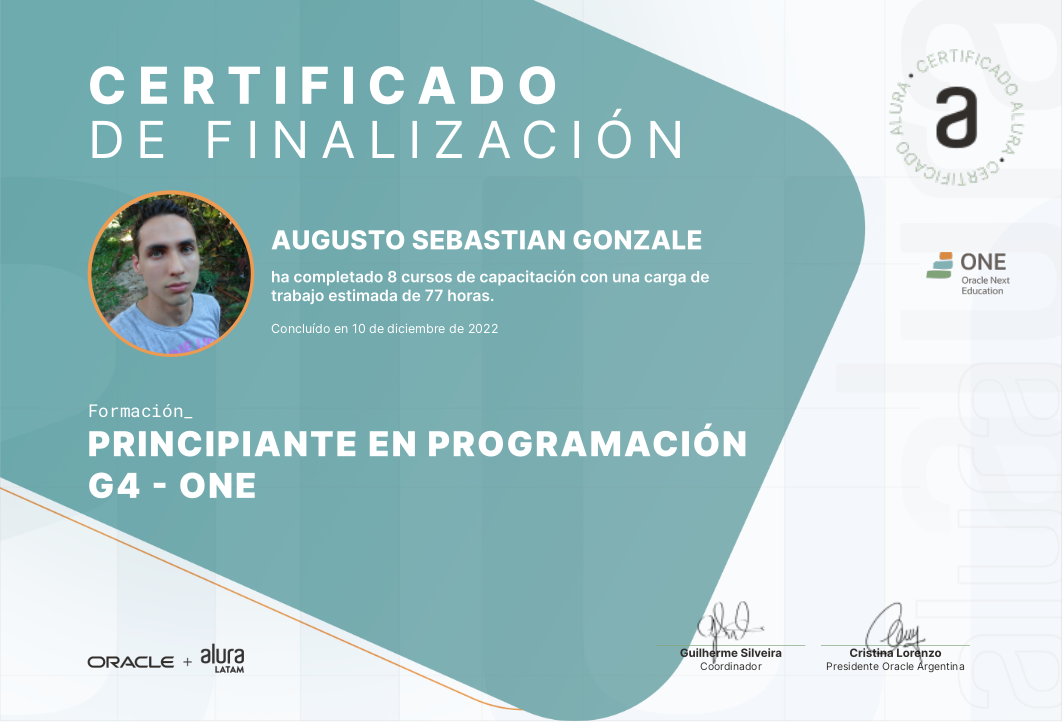 CERTIFICADO
DE FINALIZACIÓN
CERTIFICADO ALURA • CERTIFICADO ALURA •
a
AUGUSTO SEBASTIAN GONZALE
ha completado 8 cursos de capacitación con una carga de
trabajo estimada de 77 horas.
Concluído en 10 de diciembre de 2022
ONE
Oracle Next
Education
Formación_
PRINCIPIANTE EN PROGRAMACIÓN
G4 - ONE
ORACLE + alura
LATAM
Guilherme Silveira
Coordinador
Cristina Lorenzo
Presidente Oracle Argentina
alura